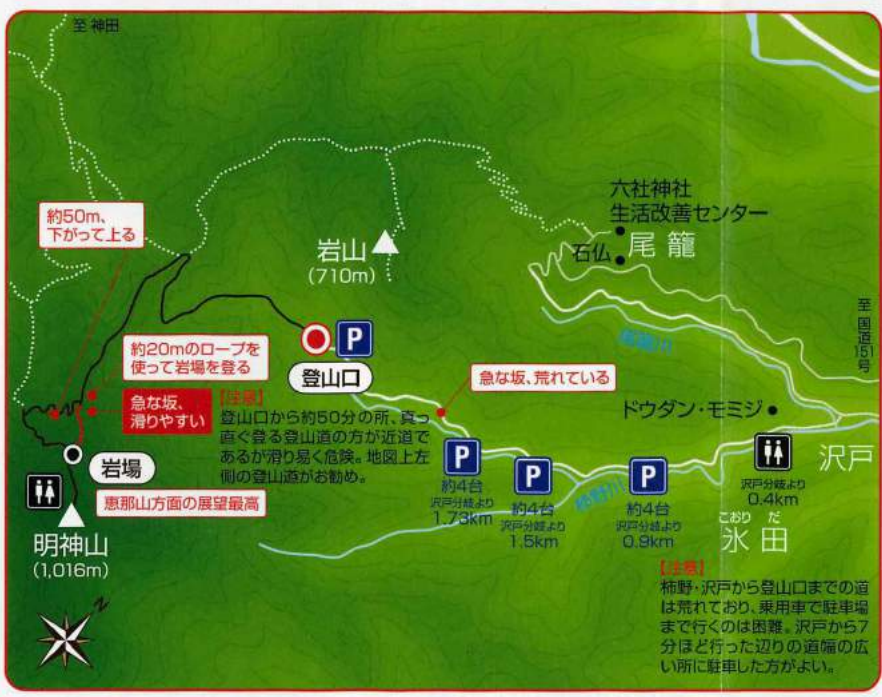 至 神田
六社神社
生活改善センター
石仏
尾籠
岩山
(710m)
約50m、
下がって上る
至 国道151号
約20mのロープを
使って岩場を登る
P
登山口
急な坂、荒れている
急な坂、
滑りやすい
【注意】
登山口から約50分の所、真っ
直ぐ登る登山道の方が近道で
あるが滑り易く危険。地図上左
側の登山道がお勧め。
ドウダン・モミジ
沢戸
岩場
恵那山方面の展望最高
明神山
(1,016m)
P
約4台
沢戸分岐より
1.73km
P
約4台
沢戸分岐より
1.5km
柿野川
P
約4台
沢戸分岐より
0.9km
沢戸分岐より
0.4km
こおり だ
氷 田
【注意】
柿野・沢戸から登山口までの道
は荒れており、乗用車で駐車場
まで行くのは困難。沢戸から7
分ほど行った辺りの道幅の広
い所に駐車した方がよい。
N